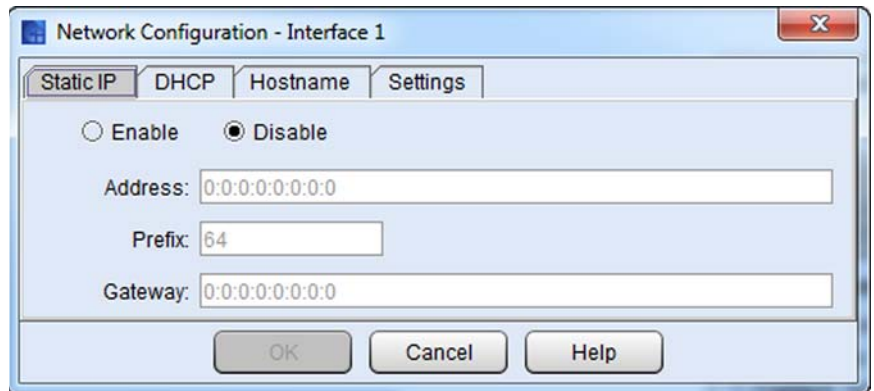 Network Configuration - Interface 1
Static IP DHCP Hostname Settings
Enable Disable
Address: 0:0:0:0:0:0:0:0
Prefix: 64
Gateway: 0:0:0:0:0:0:0:0
OK Cancel Help